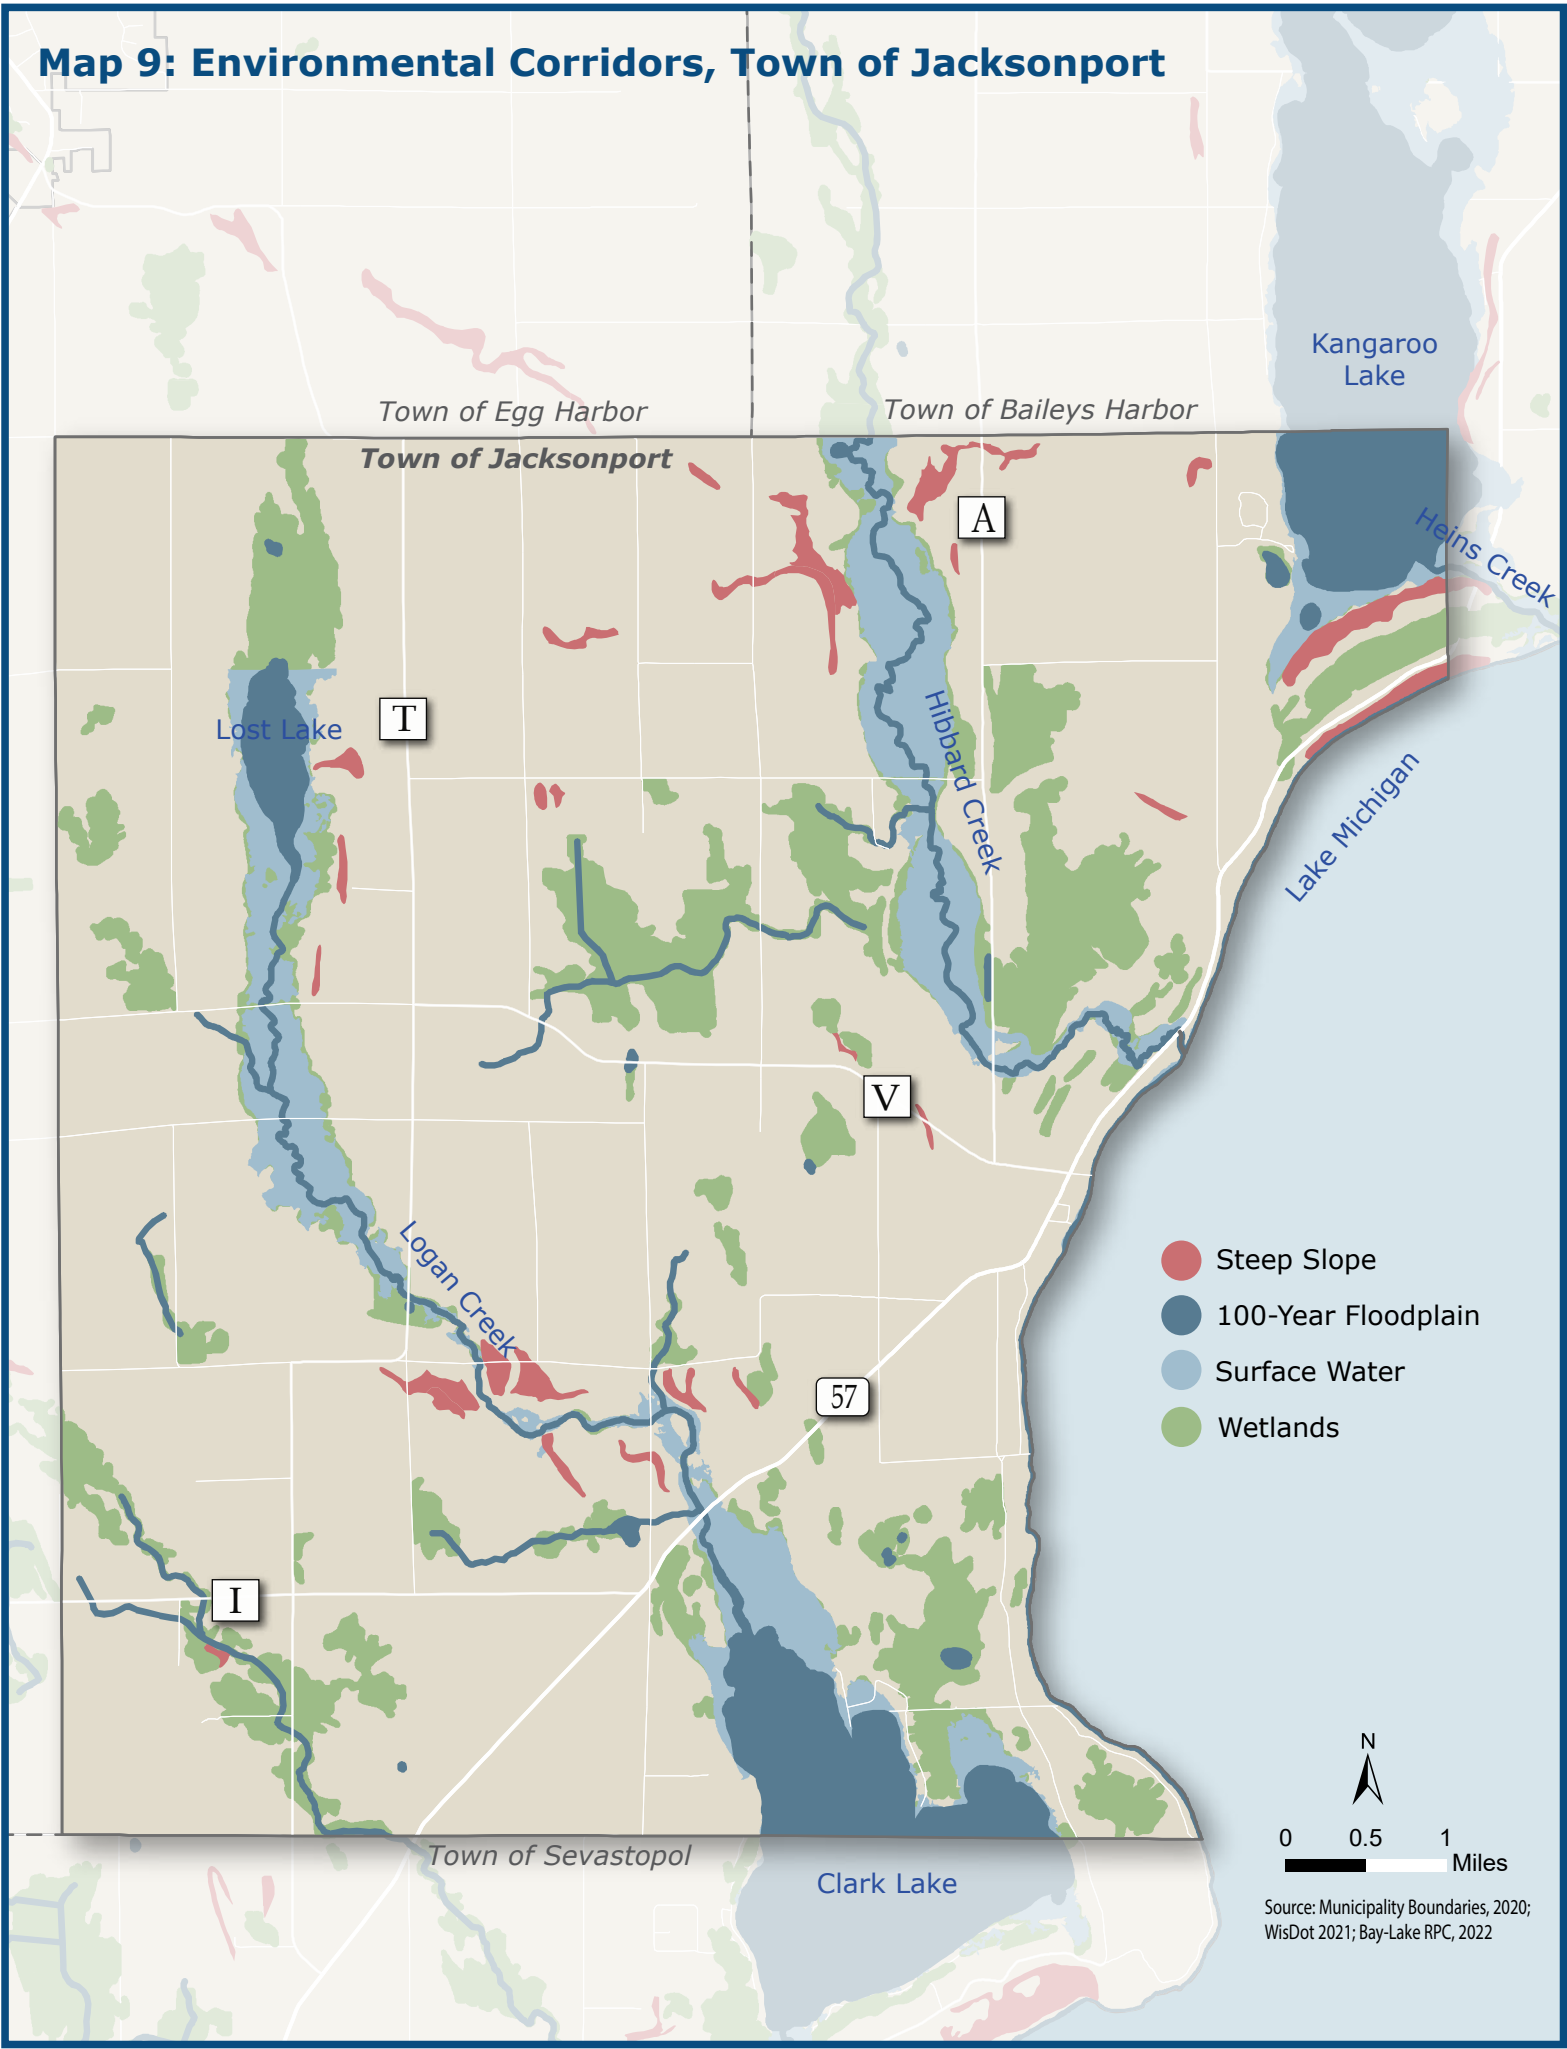 Map 9: Environmental Corridors, Town of Jacksonport
Kangaroo
Lake
Town of Egg Harbor
Town of Baileys Harbor
Town of Jacksonport
A
Heins Creek
Lost Lake
T
Hibbard Creek
Lake Michigan
V
Logan Creek
Steep Slope
100-Year Floodplain
Surface Water
Wetlands
57
I
N
0 0.5 1
Miles
Town of Sevastopol
Clark Lake
Source: Municipality Boundaries, 2020;
WisDot 2021; Bay-Lake RPC, 2022